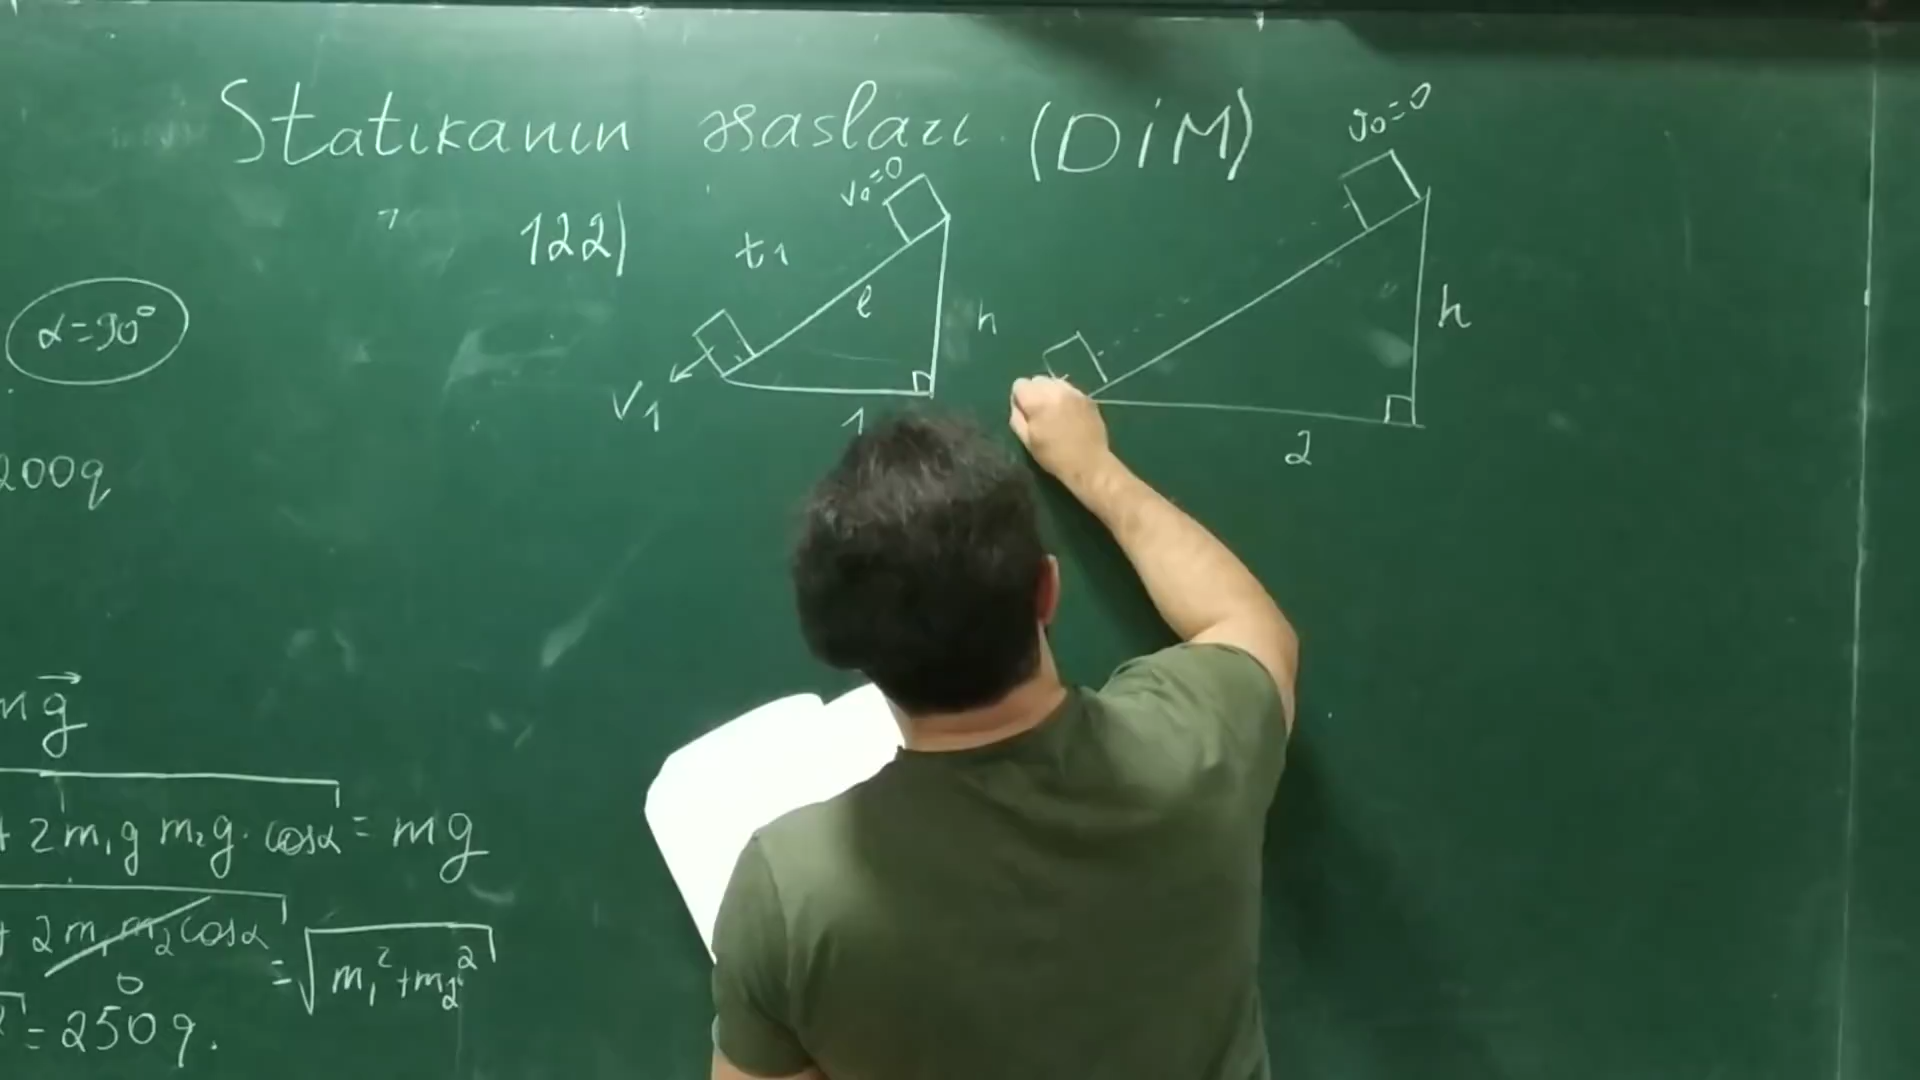 Statikanın əsasları (DİM)
122)
t₁
v₀=0
ℓ
h
V₁
1
𝒱₀=0
h
2
α=90°
200q
mg⃗
+ 2m₁g m₂g·cosα = mg
+ 2m₁m₂cosα = √m₁²+m₂²
0
=250q.